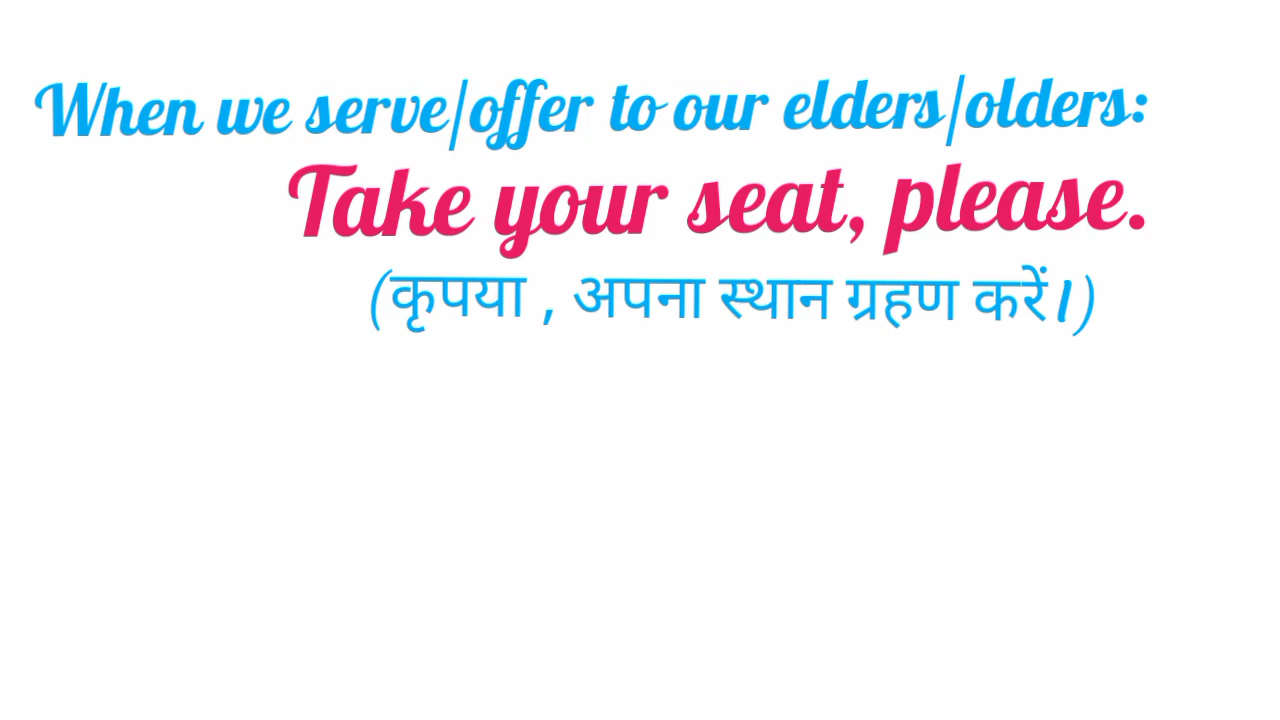 When we serve/offer to our elders/olders:
Take your seat, please.
(कृपया , अपना स्थान ग्रहण करें।)